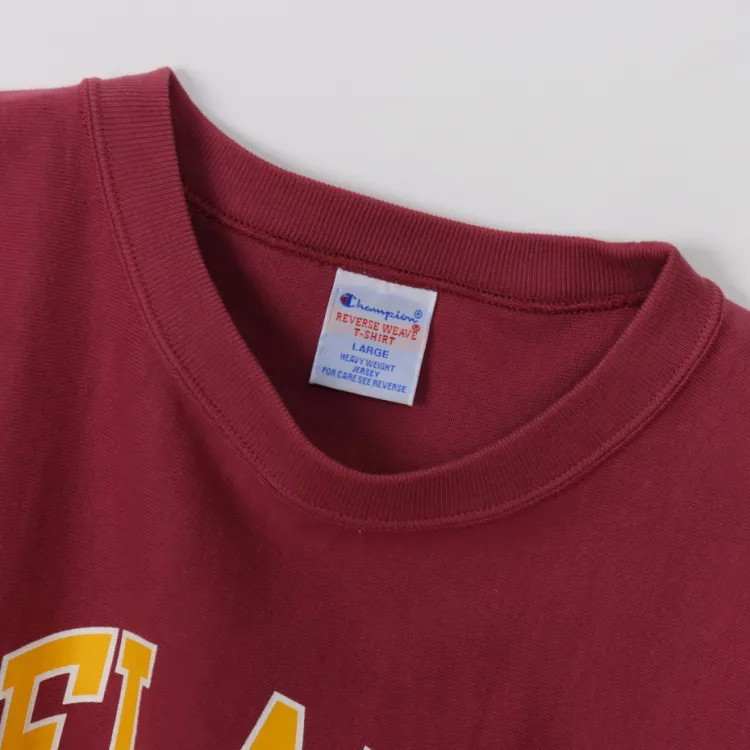 Champion®
REVERSE WEAVE®
T-SHIRT
LARGE
HEAVY WEIGHT
JERSEY
FOR CARE SEE REVERSE